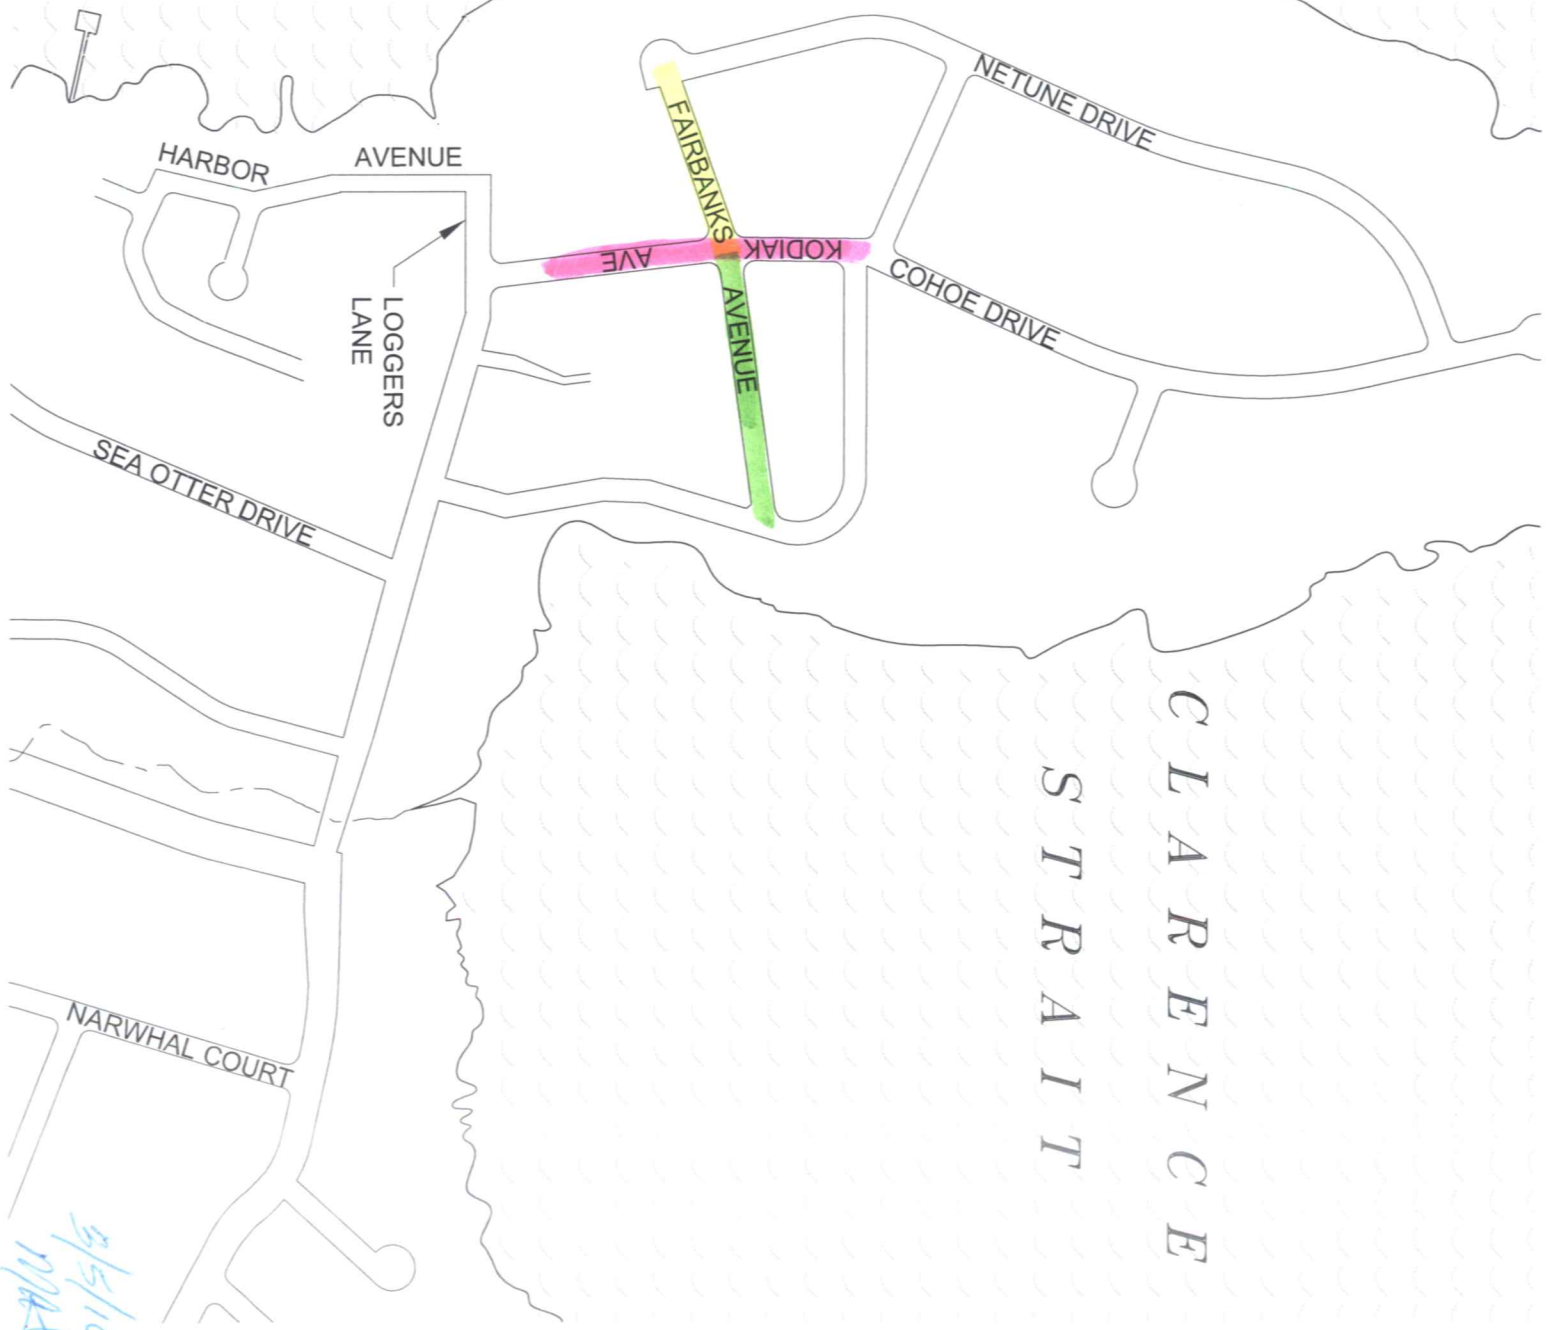 NETUNE DRIVE
FAIRBANKS
AVENUE
HARBOR AVENUE
KODIAK
AVE
COHOE DRIVE
LOGGERS
LANE
SEA OTTER DRIVE
CLARENCE
STRAIT
NARWHAL COURT